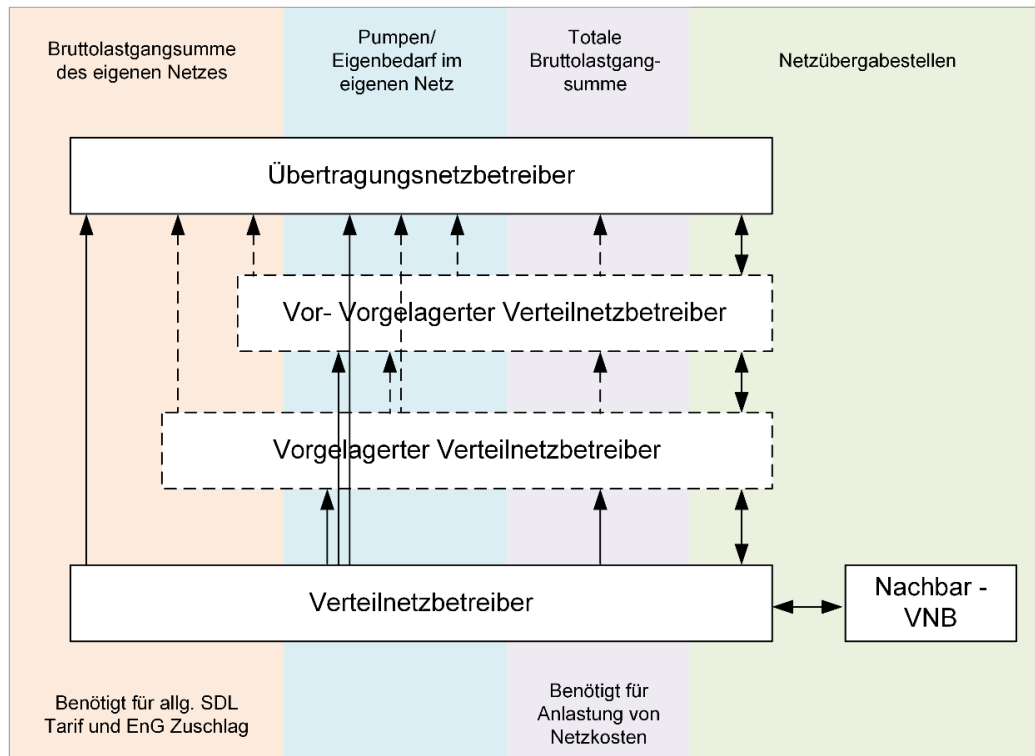 Bruttolastgangsumme
des eigenen Netzes
Pumpen/
Eigenbedarf im
eigenen Netz
Totale
Bruttolastgang-
summe
Netzübergabestellen
Übertragungsnetzbetreiber
Vor- Vorgelagerter Verteilnetzbetreiber
Vorgelagerter Verteilnetzbetreiber
Verteilnetzbetreiber
Nachbar -
VNB
Benötigt für allg. SDL
Tarif und EnG Zuschlag
Benötigt für
Anlastung von
Netzkosten